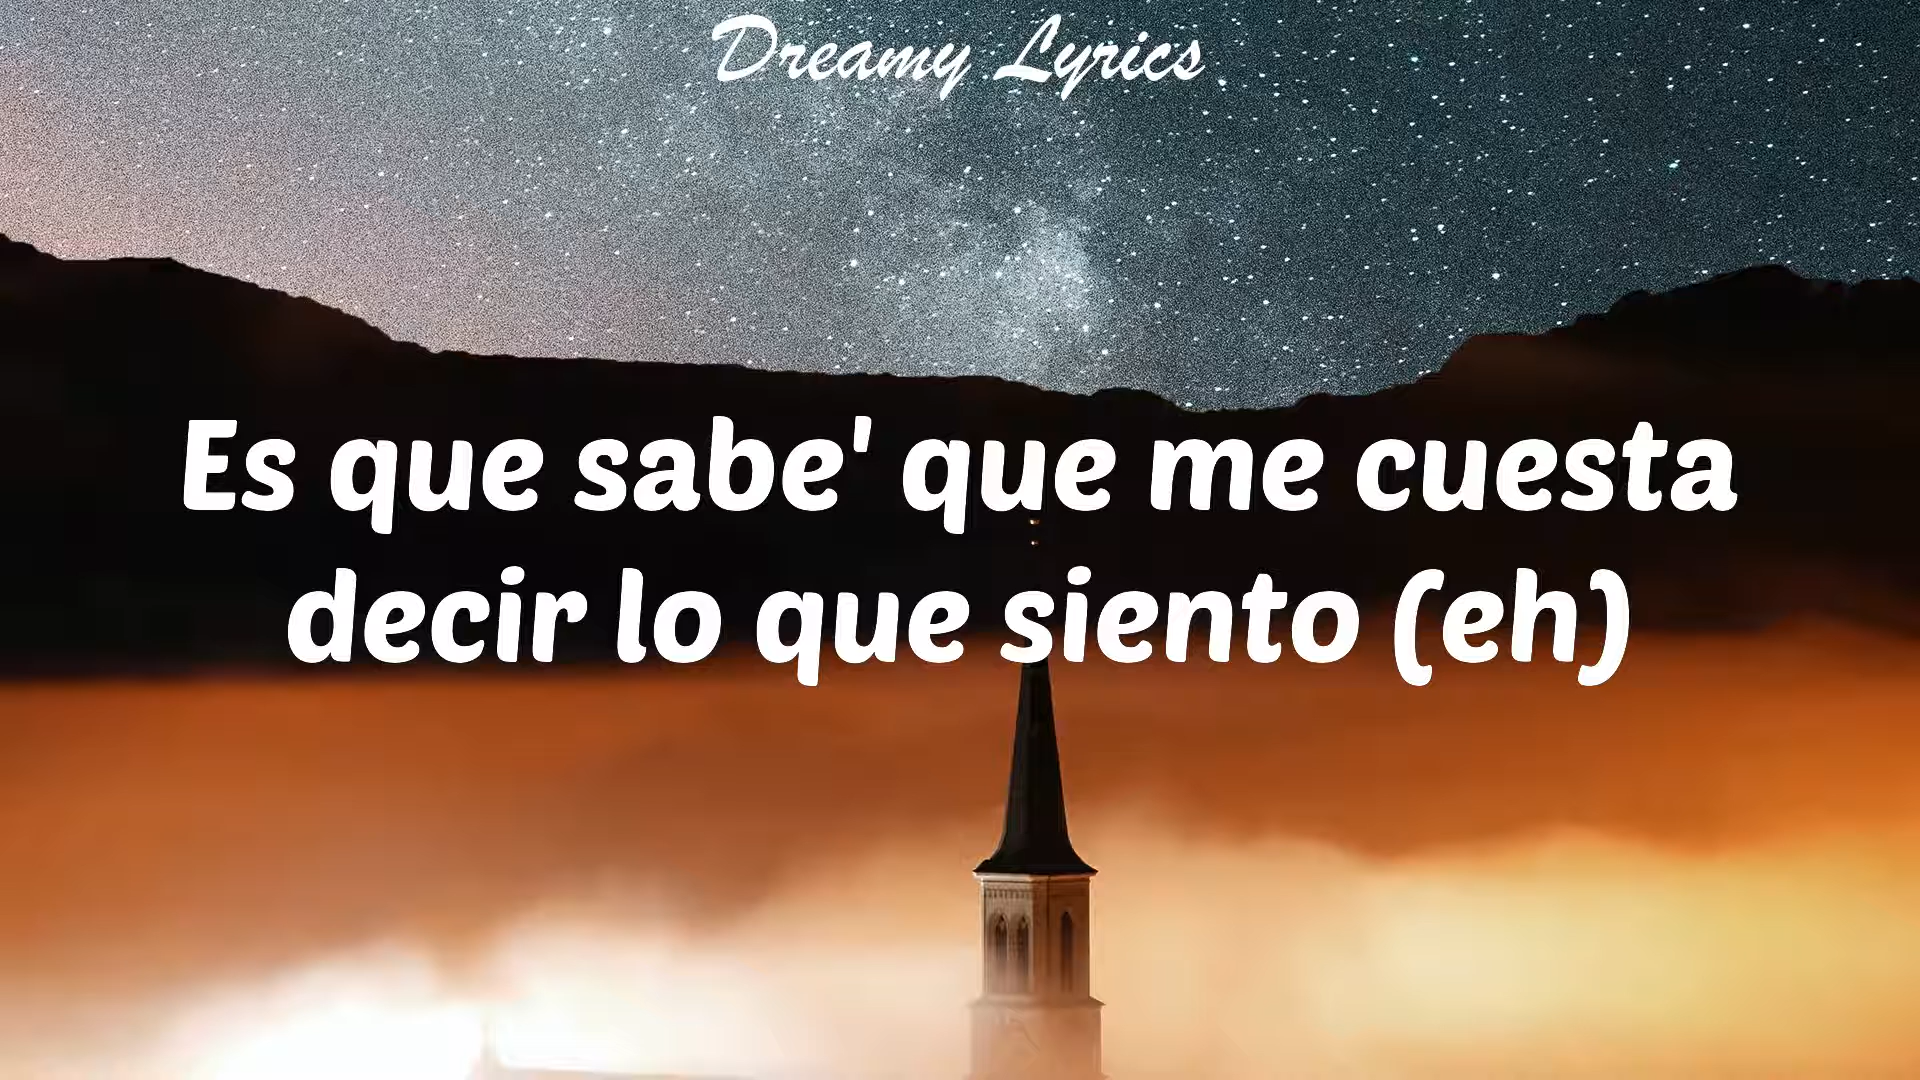 Dreamy Lyrics
Es que sabe' que me cuesta
decir lo que siento (eh)